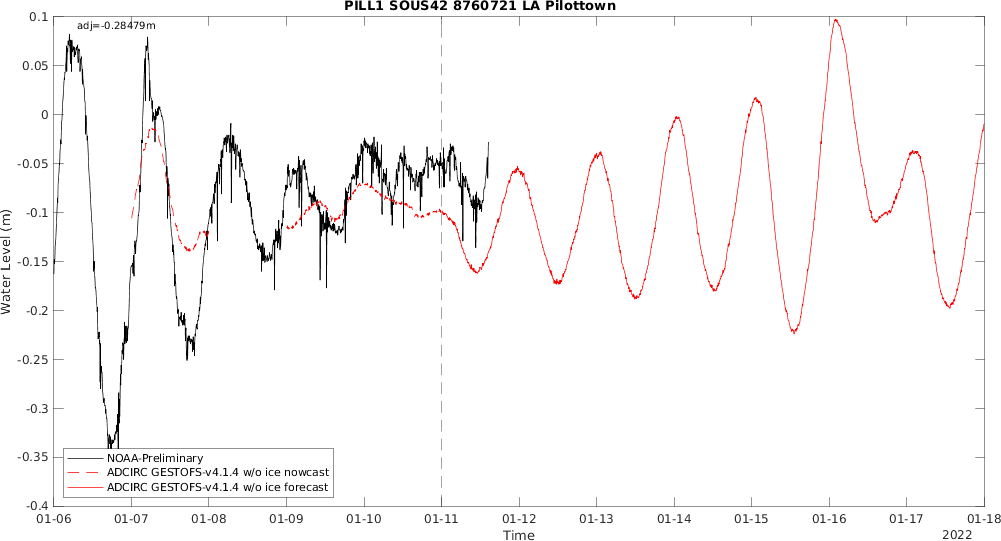 PILL1 SOUS42 8760721 LA Pilottown
adj=-0.28479m
0.1
0.05
0
-0.05
-0.1
-0.15
-0.2
-0.25
-0.3
-0.35
-0.4
Water Level (m)
NOAA-Preliminary
ADCIRC GESTOFS-v4.1.4 w/o ice nowcast
ADCIRC GESTOFS-v4.1.4 w/o ice forecast
01-06 01-07 01-08 01-09 01-10 01-11 01-12 01-13 01-14 01-15 01-16 01-17 01-18
Time
2022